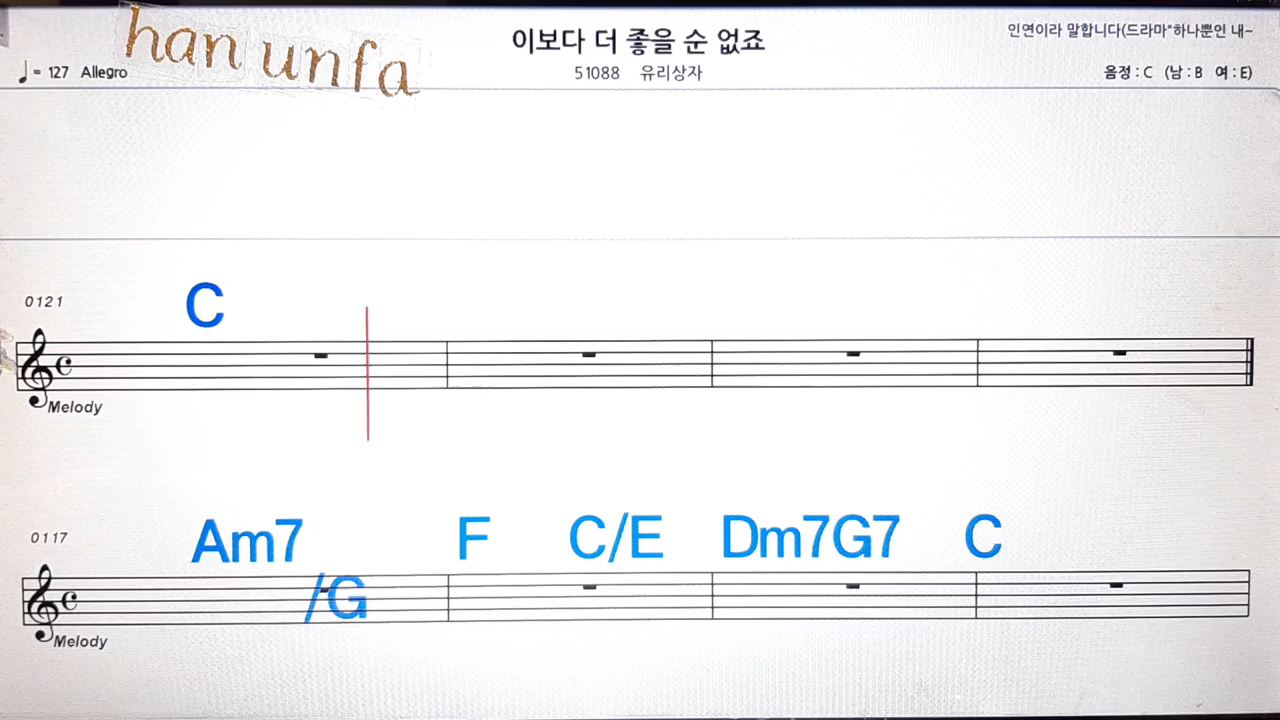 han unfa
이보다 더 좋을 순 없죠
인연이라 말합니다(드라마"하나뿐인 내~
♩= 127 Allegro
51088 유리상자
음정 : C (남 : B 여 : E)
0121
C
Melody
0117
Am7 F C/E Dm7G7 C
/G
Melody